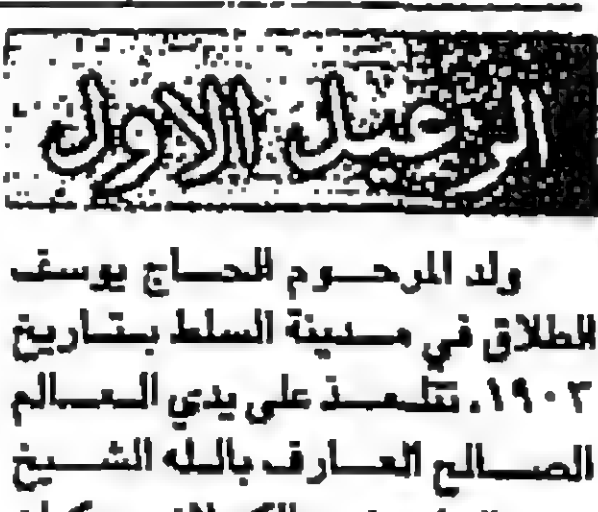 الرعيل الاول
ولد المرحوم الحاج يوسف
الطلاق في مدينة السلط بتاريخ
١٩٠٣. تتلمذ على يدي العالم
الصالح العارف بالله الشيخ